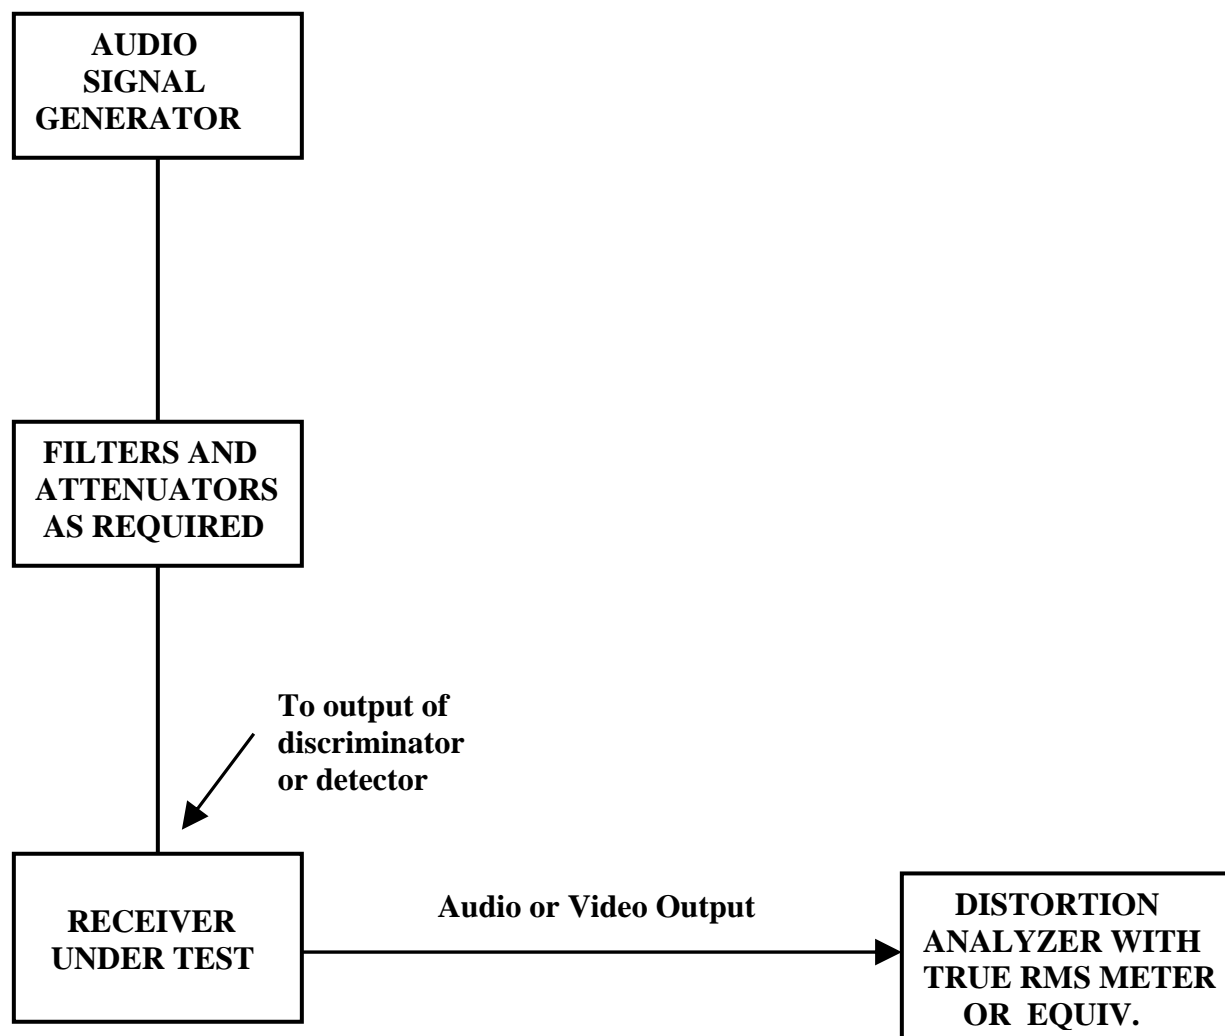 AUDIO
SIGNAL
GENERATOR
FILTERS AND
ATTENUATORS
AS REQUIRED
To output of
discriminator
or detector
RECEIVER
UNDER TEST
Audio or Video Output
DISTORTION
ANALYZER WITH
TRUE RMS METER
OR EQUIV.